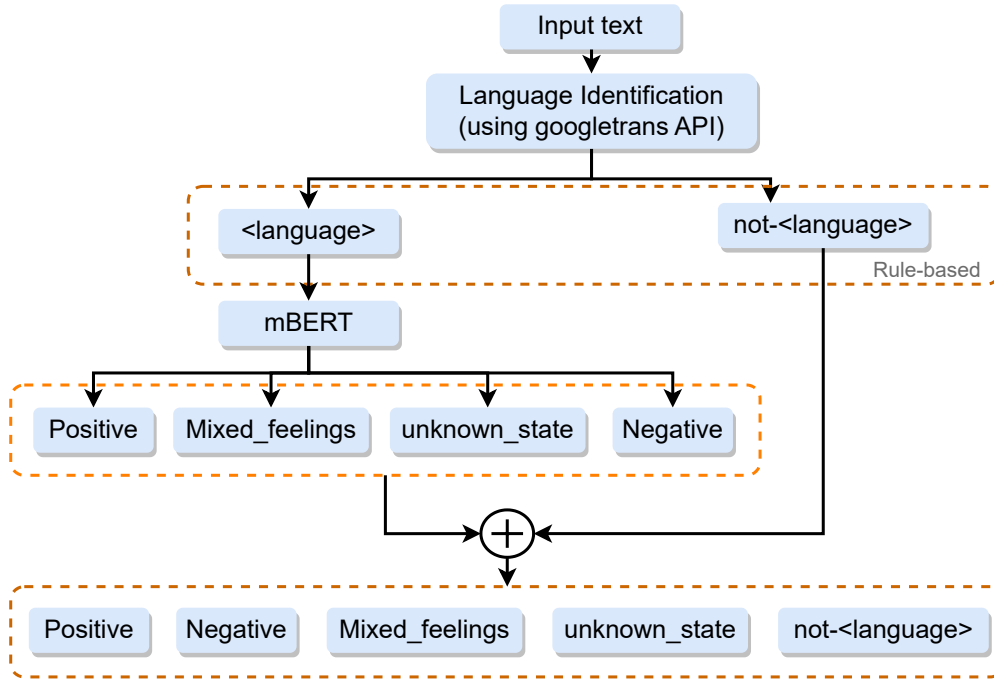 Input text
Language Identification
(using googletrans API)
<language>
not-<language>
Rule-based
mBERT
Positive
Mixed_feelings
unknown_state
Negative
Positive
Negative
Mixed_feelings
unknown_state
not-<language>